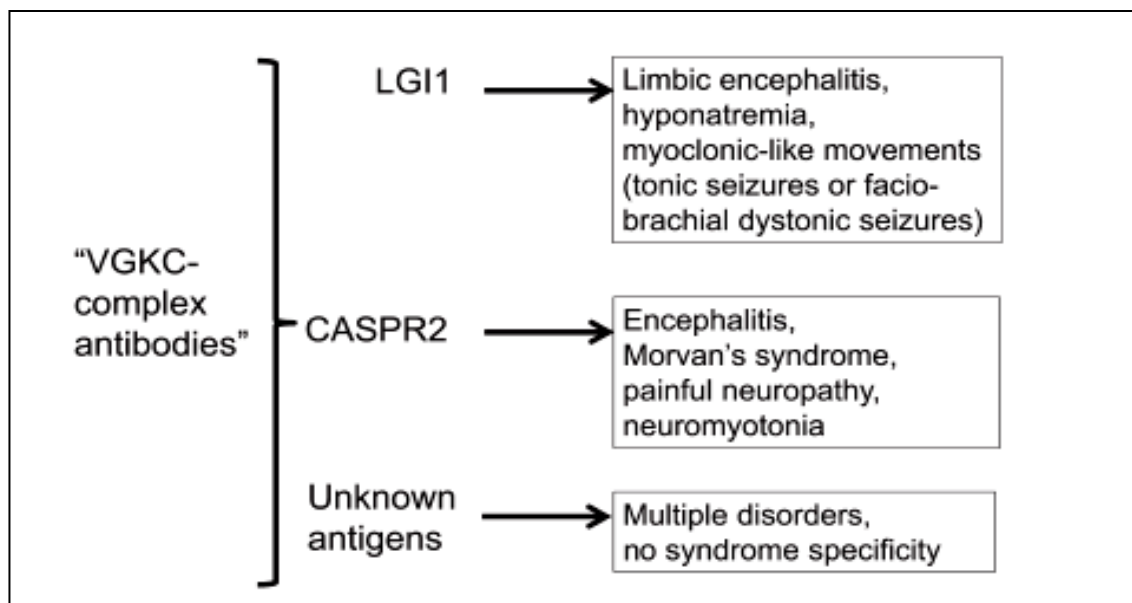 “VGKC-
complex
antibodies”
LGI1
Limbic encephalitis,
hyponatremia,
myoclonic-like movements
(tonic seizures or facio-
brachial dystonic seizures)
CASPR2
Encephalitis,
Morvan’s syndrome,
painful neuropathy,
neuromyotonia
Unknown
antigens
Multiple disorders,
no syndrome specificity